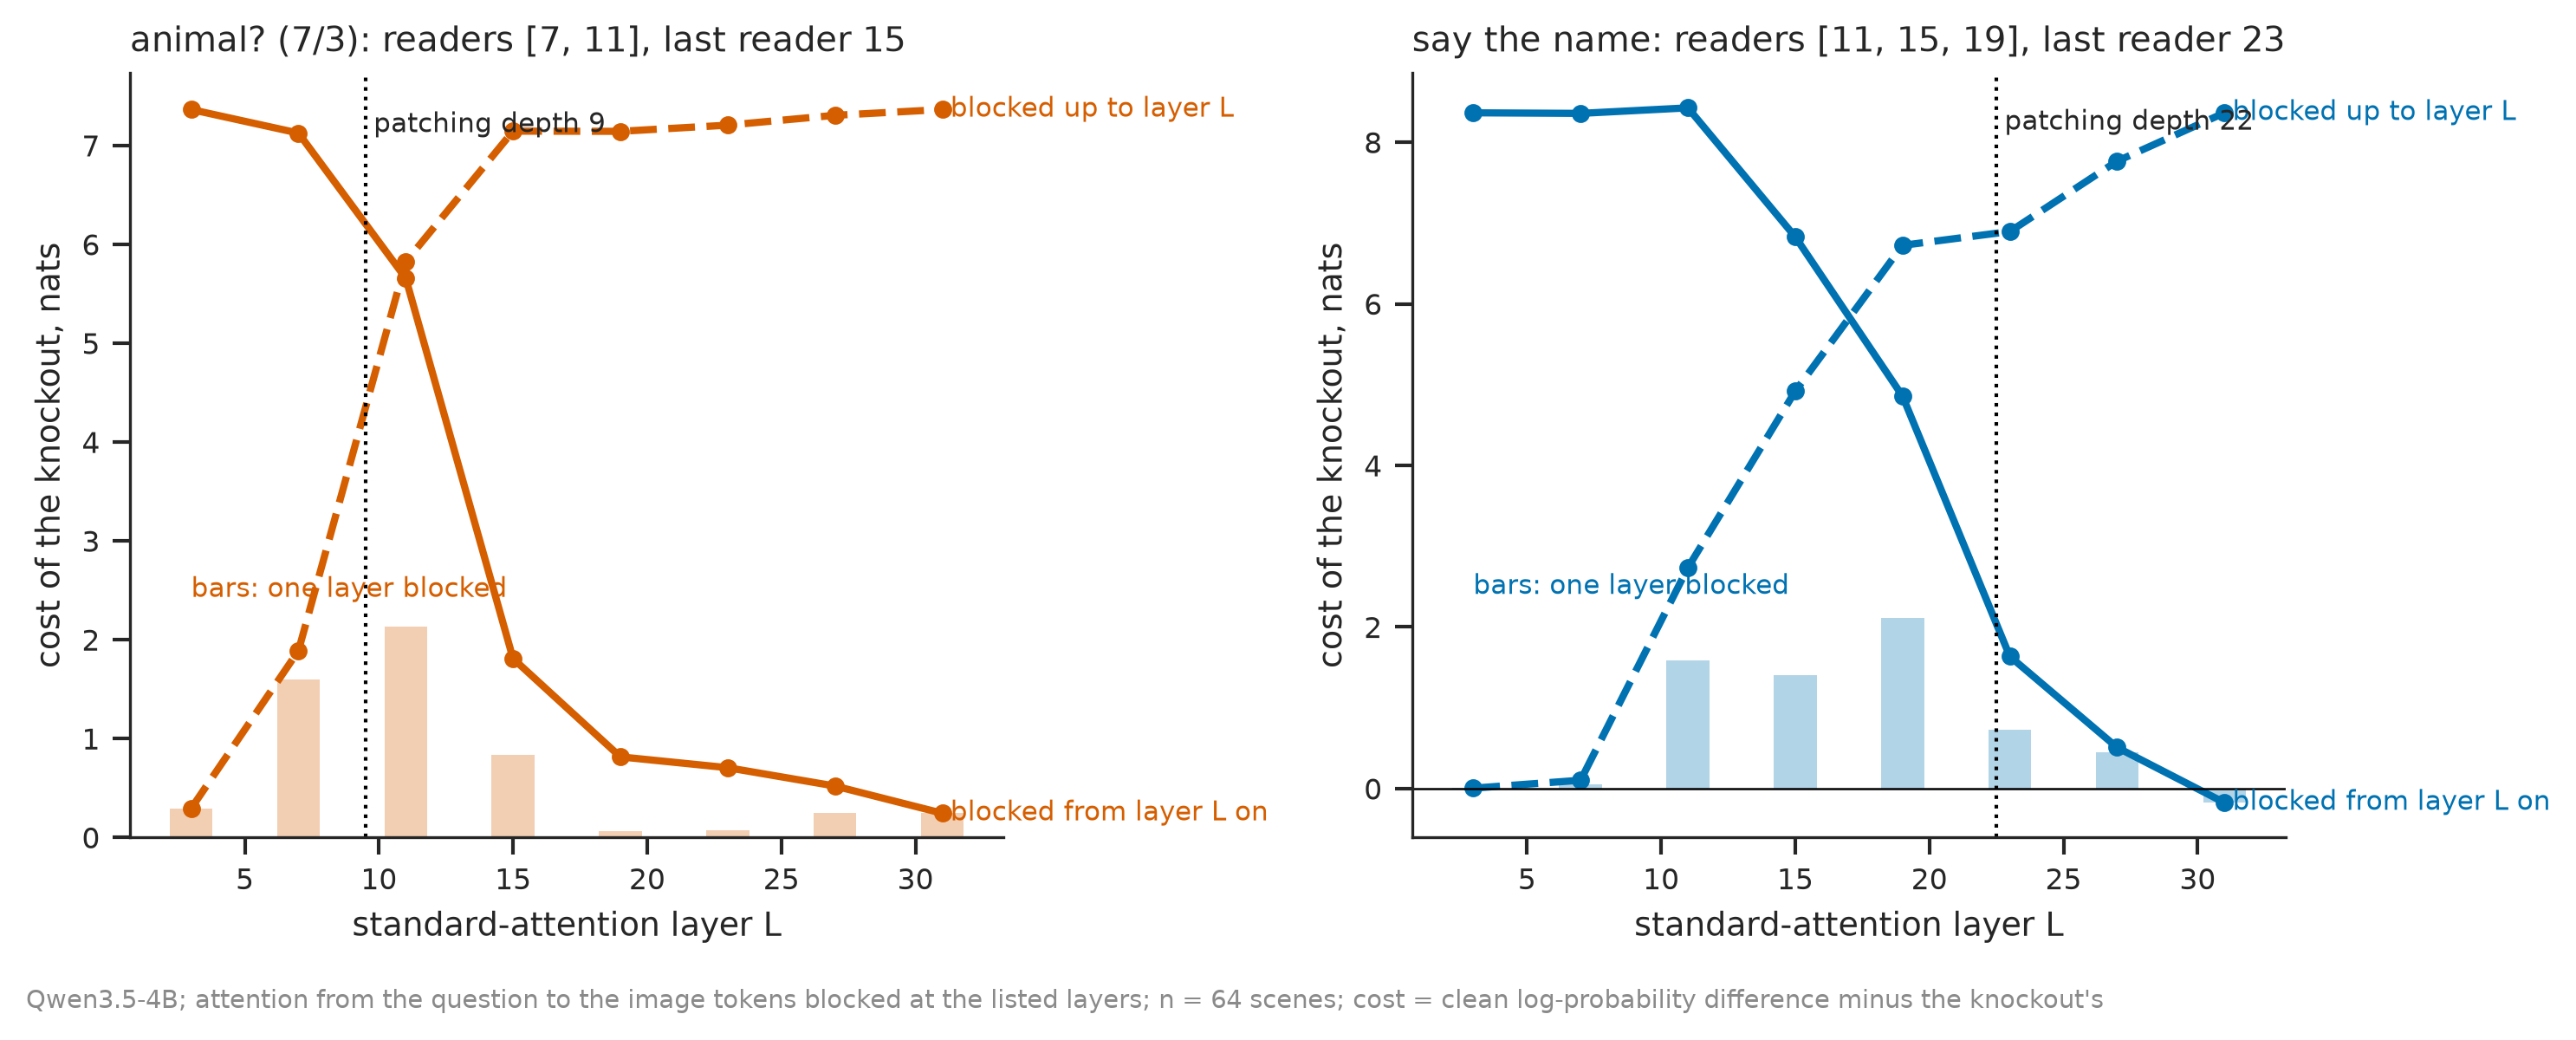 animal? (7/3): readers [7, 11], last reader 15
say the name: readers [11, 15, 19], last reader 23
cost of the knockout, nats
7
6
5
4
3
2
1
0
patching depth 9
blocked up to layer L
bars: one layer blocked
blocked from layer L on
5 10 15 20 25 30
standard-attention layer L
cost of the knockout, nats
8
6
4
2
0
patching depth 22
blocked up to layer L
bars: one layer blocked
blocked from layer L on
5 10 15 20 25 30
standard-attention layer L
Qwen3.5-4B; attention from the question to the image tokens blocked at the listed layers; n = 64 scenes; cost = clean log-probability difference minus the knockout's